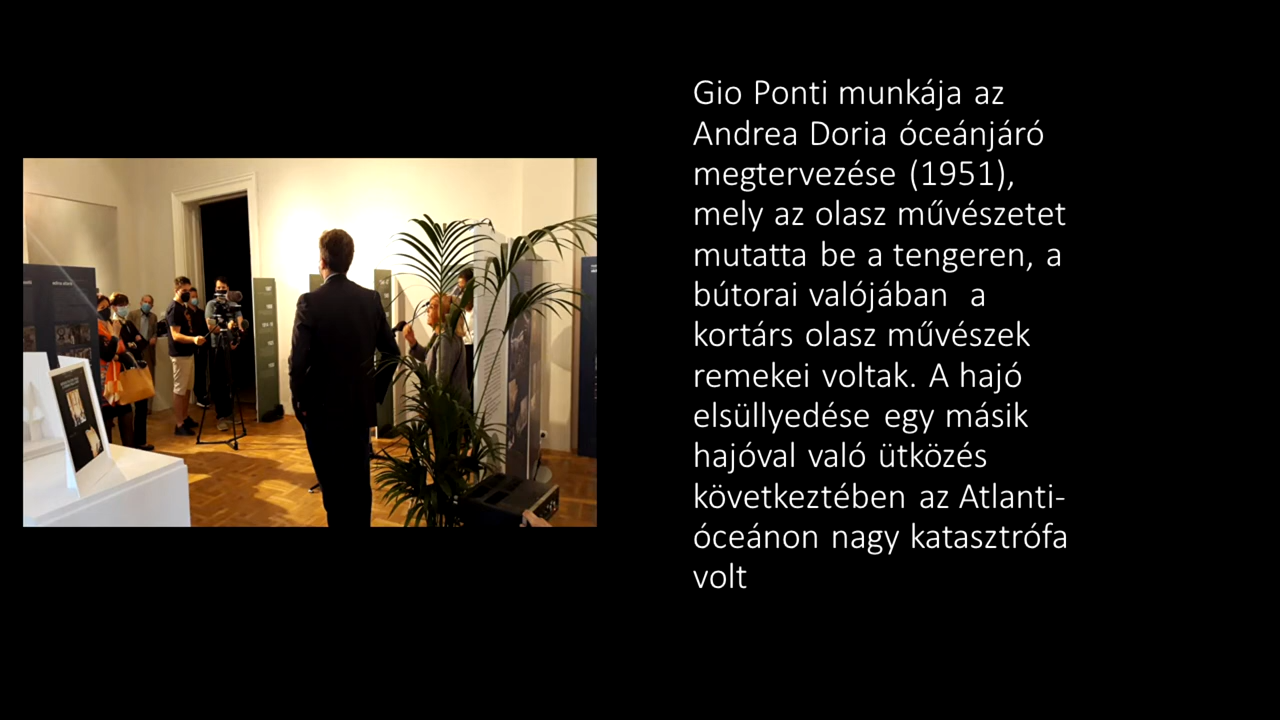 Gio Ponti munkája az
Andrea Doria óceánjáró
megtervezése (1951),
mely az olasz művészetet
mutatta be a tengeren, a
bútorai valójában  a
kortárs olasz művészek
remekei voltak. A hajó
elsüllyedése egy másik
hajóval való ütközés
következtében az Atlanti-
óceánon nagy katasztrófa
volt